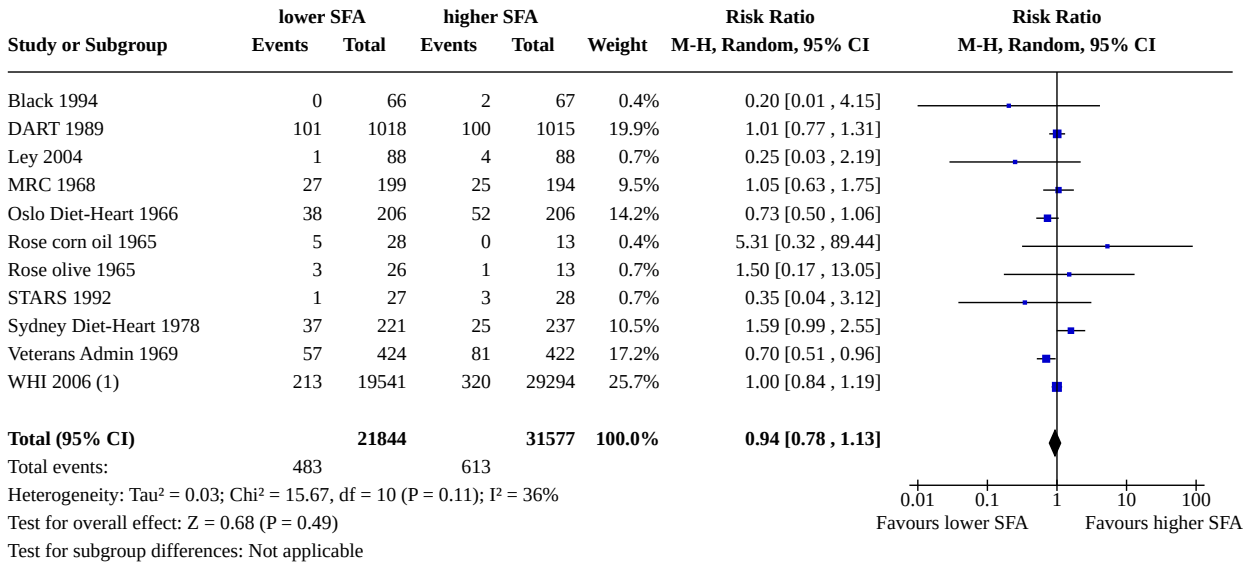 lower SFA higher SFA Risk Ratio Risk Ratio
Study or Subgroup Events Total Events Total Weight M-H, Random, 95% CI M-H, Random, 95% CI
Black 1994 0 66 2 67 0.4% 0.20 [0.01 , 4.15]
DART 1989 101 1018 100 1015 19.9% 1.01 [0.77 , 1.31]
Ley 2004 1 88 4 88 0.7% 0.25 [0.03 , 2.19]
MRC 1968 27 199 25 194 9.5% 1.05 [0.63 , 1.75]
Oslo Diet-Heart 1966 38 206 52 206 14.2% 0.73 [0.50 , 1.06]
Rose corn oil 1965 5 28 0 13 0.4% 5.31 [0.32 , 89.44]
Rose olive 1965 3 26 1 13 0.7% 1.50 [0.17 , 13.05]
STARS 1992 1 27 3 28 0.7% 0.35 [0.04 , 3.12]
Sydney Diet-Heart 1978 37 221 25 237 10.5% 1.59 [0.99 , 2.55]
Veterans Admin 1969 57 424 81 422 17.2% 0.70 [0.51 , 0.96]
WHI 2006 (1) 213 19541 320 29294 25.7% 1.00 [0.84 , 1.19]
Total (95% CI) 21844 31577 100.0% 0.94 [0.78 , 1.13]
Total events: 483 613
Heterogeneity: Tau² = 0.03; Chi² = 15.67, df = 10 (P = 0.11); I² = 36%
0.01 0.1 1 10 100
Test for overall effect: Z = 0.68 (P = 0.49)
Favours lower SFA Favours higher SFA
Test for subgroup differences: Not applicable